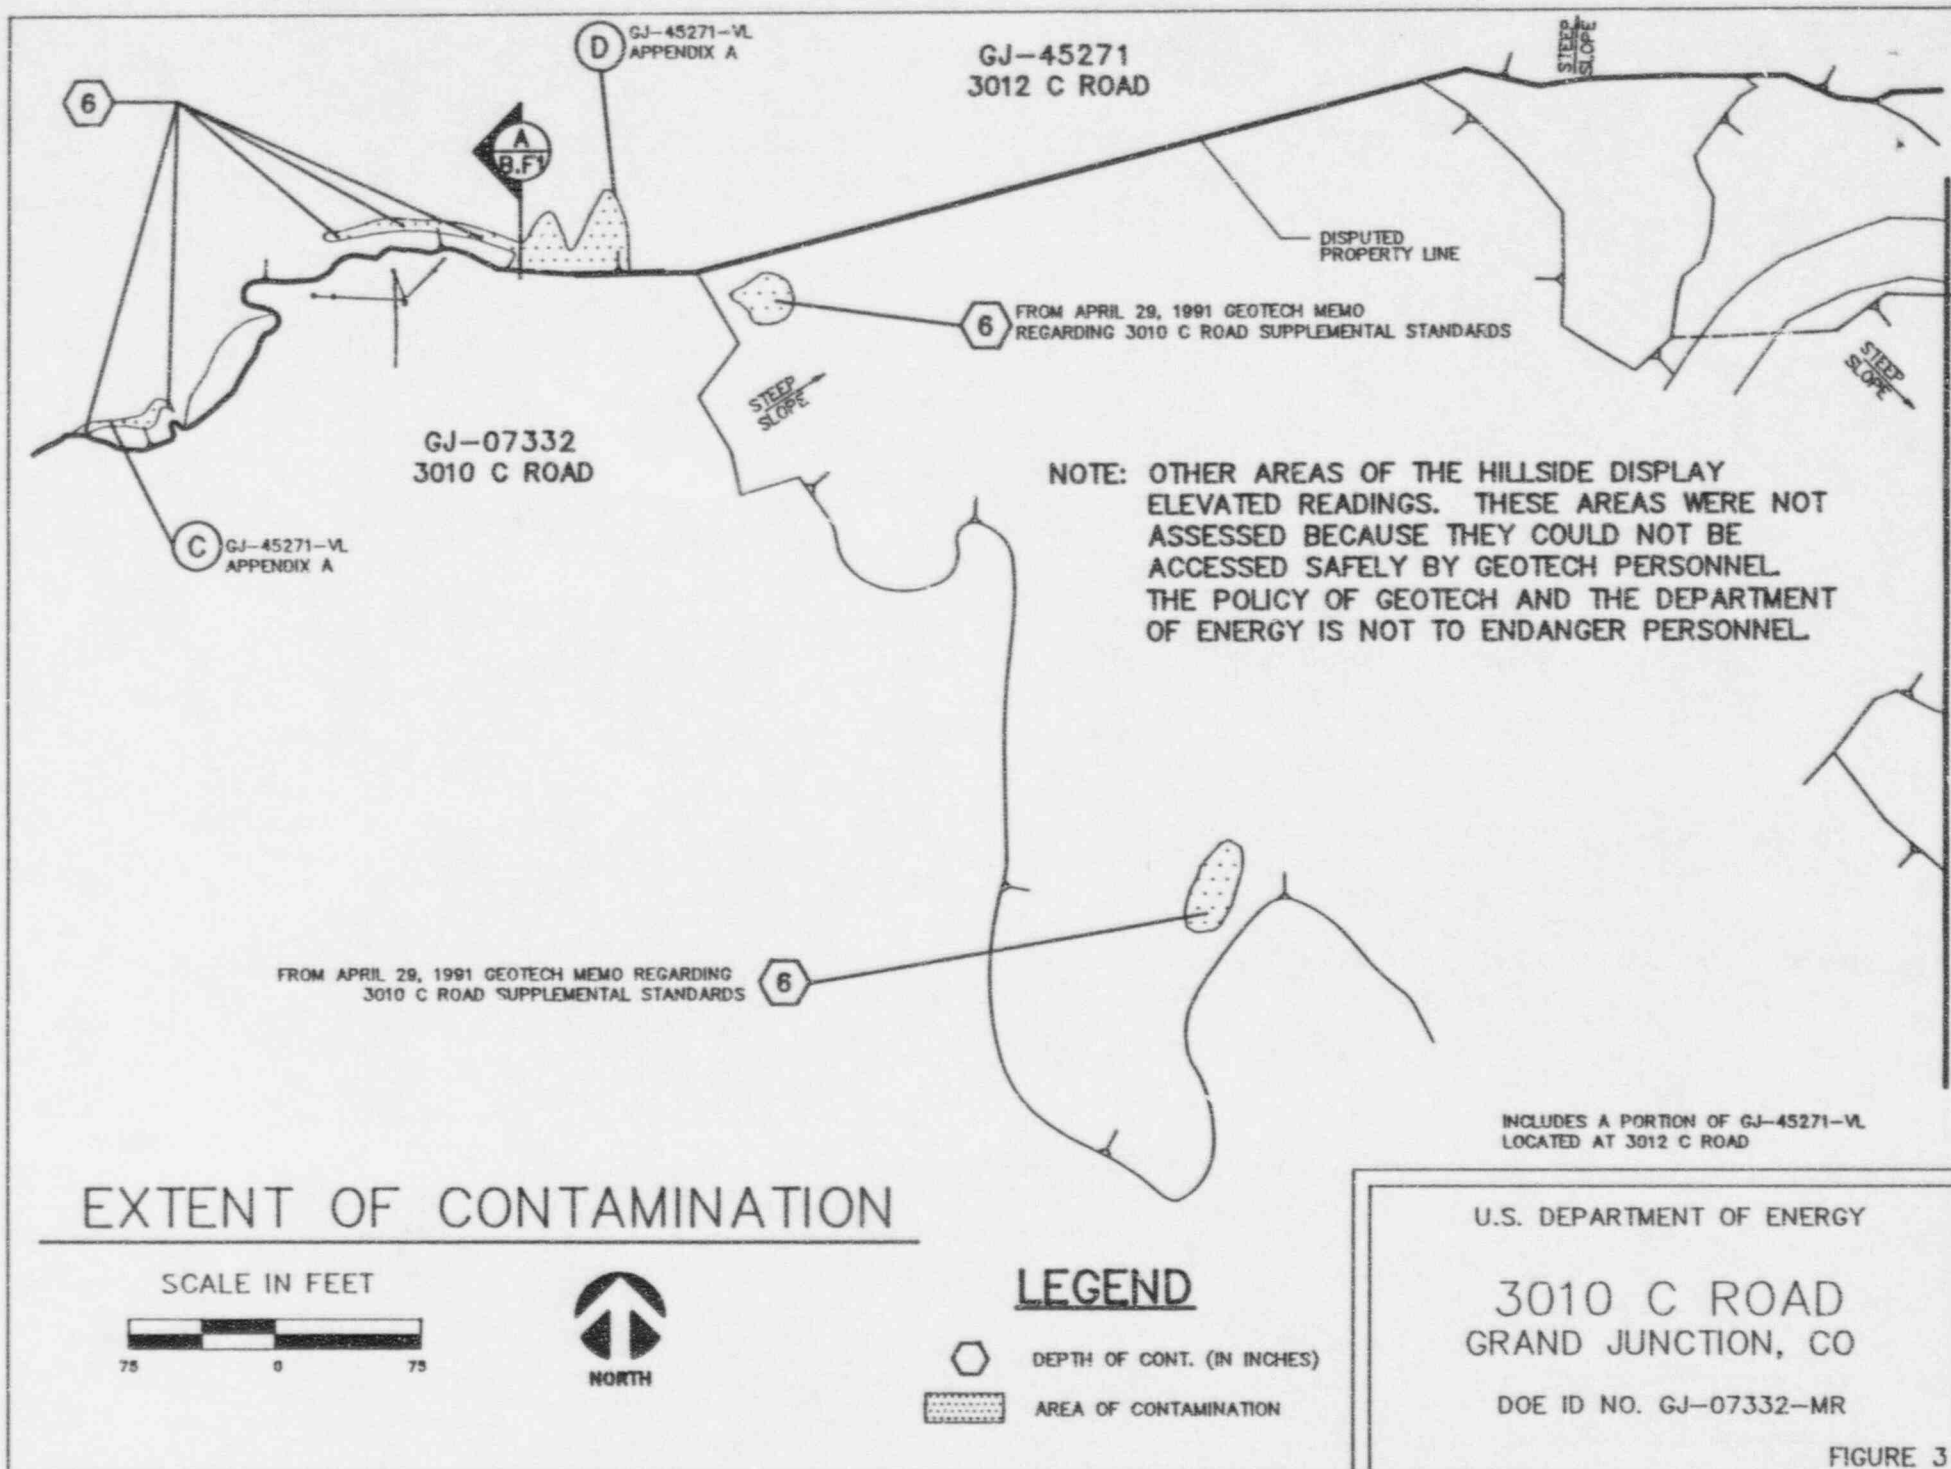 D
GJ-45271-VL
APPENDIX A
GJ-45271
3012 C ROAD
STEEP
SLOPE
6
A
B.F1
DISPUTED
PROPERTY LINE
6
FROM APRIL 29, 1991 GEOTECH MEMO
REGARDING 3010 C ROAD SUPPLEMENTAL STANDARDS
STEEP
SLOPE
STEEP
SLOPE
GJ-07332
3010 C ROAD
NOTE: OTHER AREAS OF THE HILLSIDE DISPLAY
ELEVATED READINGS. THESE AREAS WERE NOT
ASSESSED BECAUSE THEY COULD NOT BE
ACCESSED SAFELY BY GEOTECH PERSONNEL.
THE POLICY OF GEOTECH AND THE DEPARTMENT
OF ENERGY IS NOT TO ENDANGER PERSONNEL.
C
GJ-45271-VL
APPENDIX A
FROM APRIL 29, 1991 GEOTECH MEMO REGARDING
3010 C ROAD SUPPLEMENTAL STANDARDS
6
INCLUDES A PORTION OF GJ-45271-VL
LOCATED AT 3012 C ROAD
EXTENT OF CONTAMINATION
SCALE IN FEET
75 0 75
NORTH
LEGEND
DEPTH OF CONT. (IN INCHES)
AREA OF CONTAMINATION
U.S. DEPARTMENT OF ENERGY
3010 C ROAD
GRAND JUNCTION, CO
DOE ID NO. GJ-07332-MR
FIGURE 3